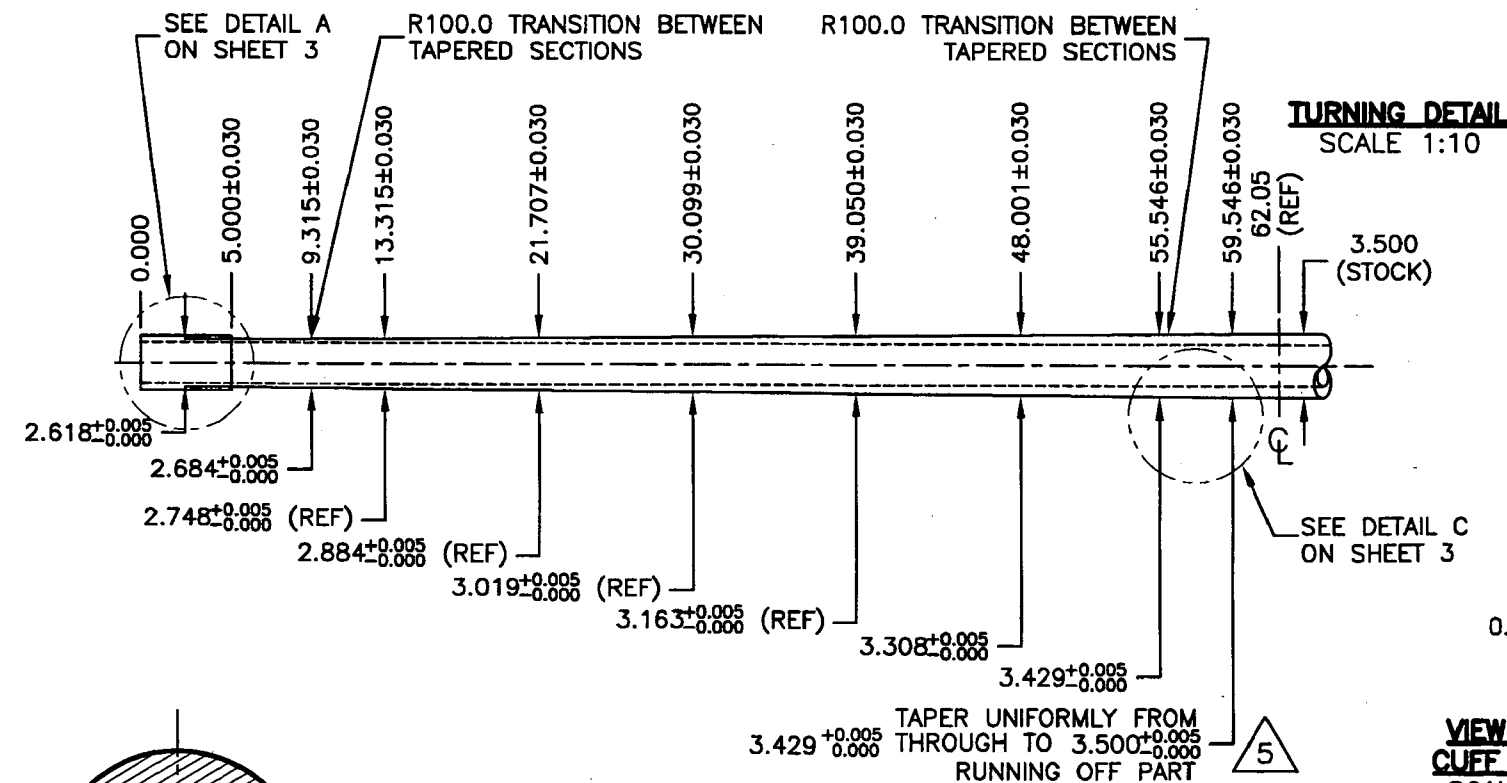 SEE DETAIL A
ON SHEET 3
R100.0 TRANSITION BETWEEN
TAPERED SECTIONS
R100.0 TRANSITION BETWEEN
TAPERED SECTIONS
TURNING DETAIL
SCALE 1:10
0.000
5.000±0.030
9.315±0.030
13.315±0.030
21.707±0.030
30.099±0.030
39.050±0.030
48.001±0.030
55.546±0.030
59.546±0.030
62.05
(REF)
3.500
(STOCK)
2.618+0.005
-0.000
2.684+0.005
-0.000
2.748+0.005
-0.000 (REF)
2.884+0.005
-0.000 (REF)
3.019+0.005
-0.000 (REF)
3.163+0.005
-0.000 (REF)
3.308+0.005
-0.000
3.429+0.005
-0.000
℄
SEE DETAIL C
ON SHEET 3
0.
TAPER UNIFORMLY FROM
3.429 +0.005
0.000 THROUGH TO 3.500+0.005
-0.000
RUNNING OFF PART
5
VIEW
CUFF